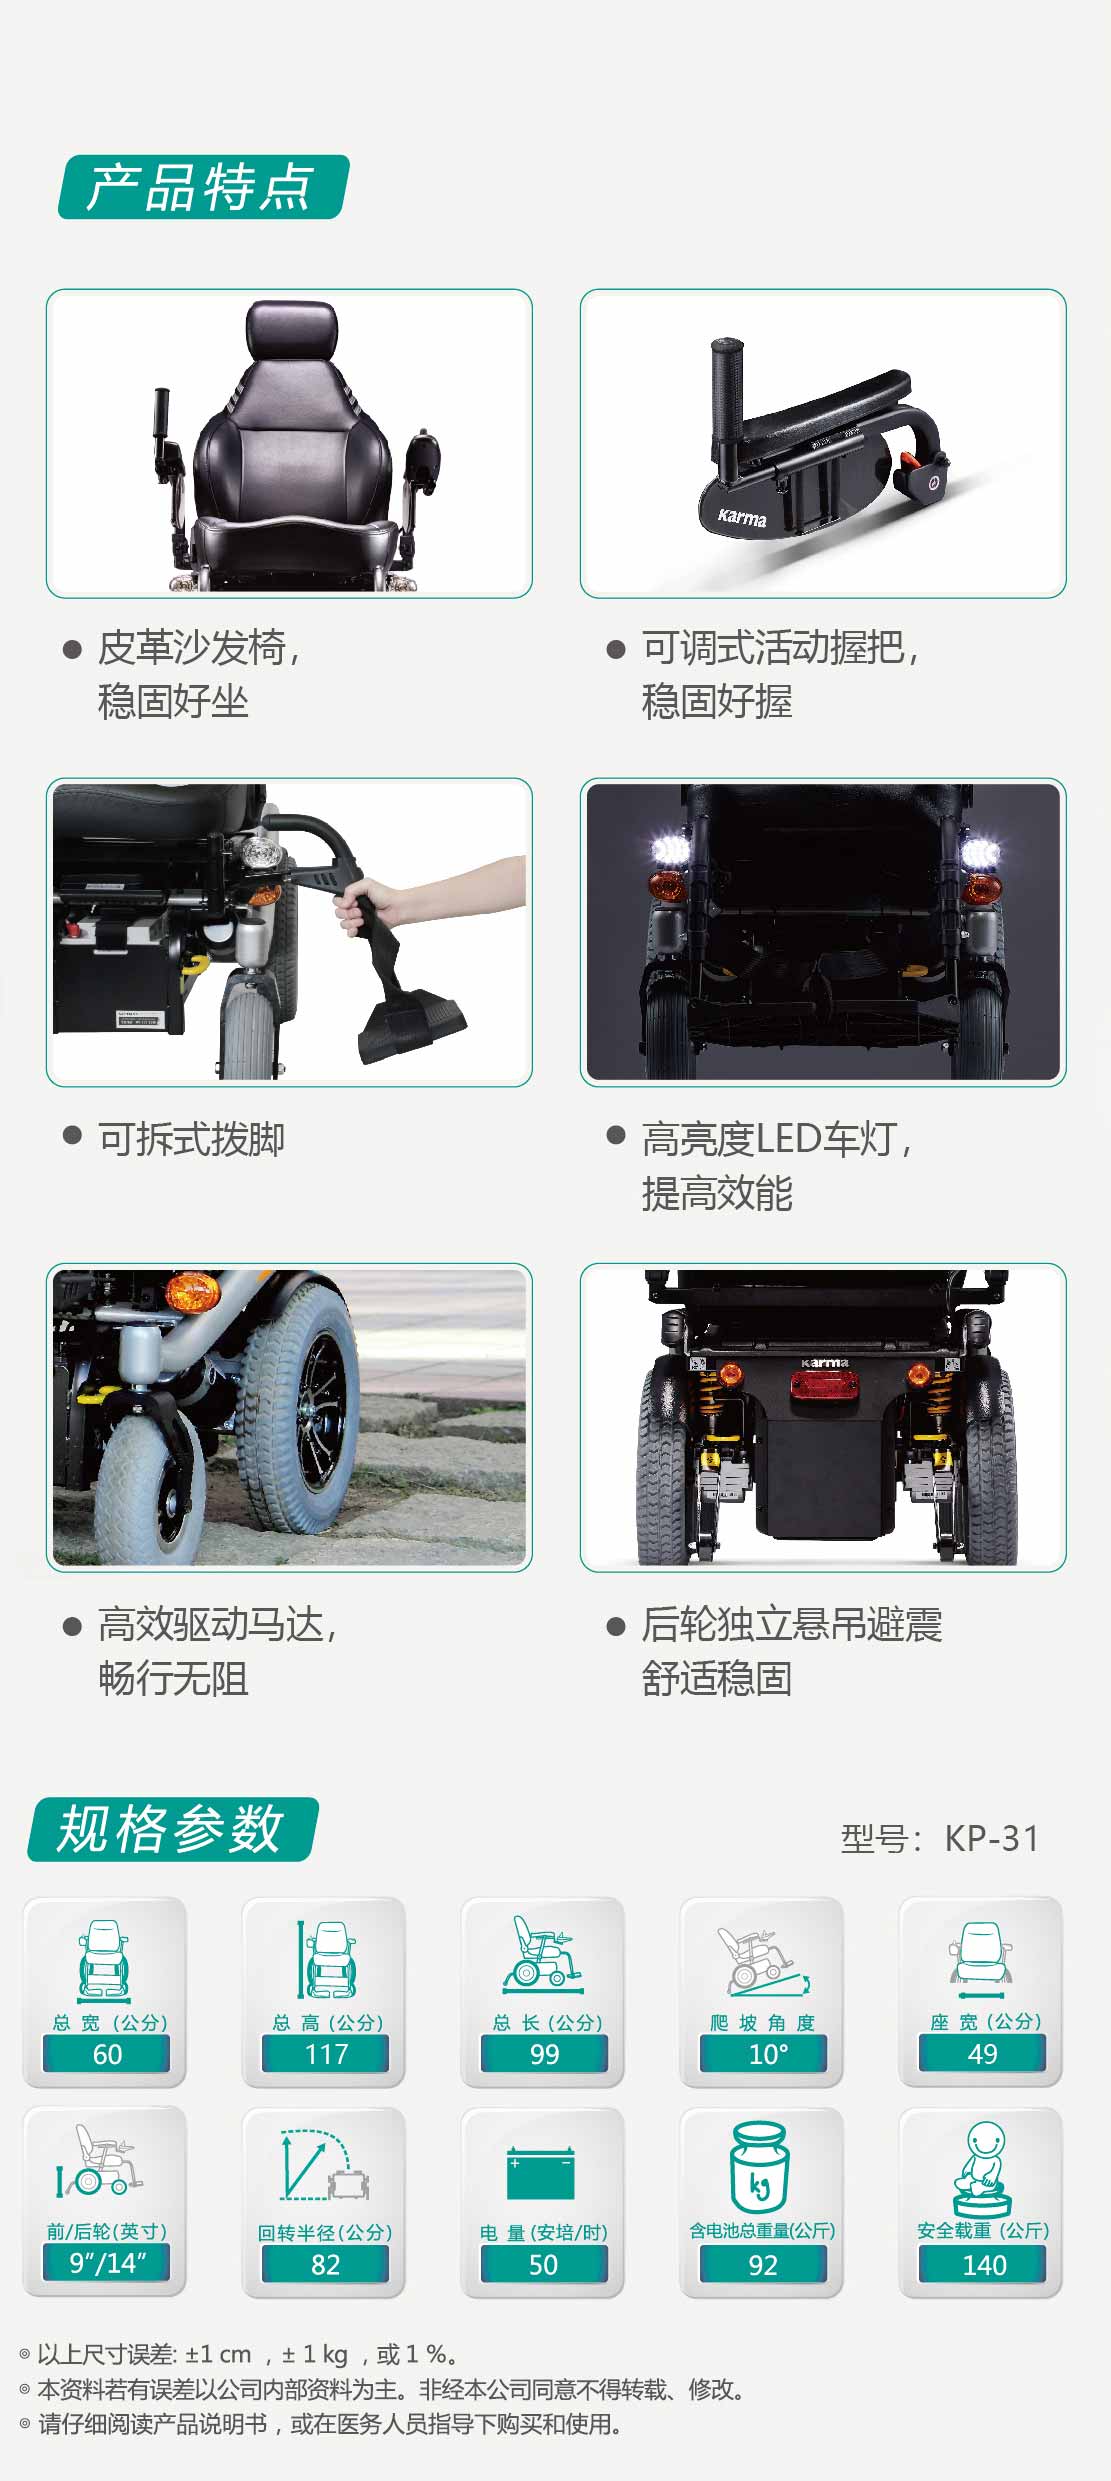 产品特点
karma
皮革沙发椅，
稳固好坐
可调式活动握把，
稳固好握
可拆式拨脚
高亮度LED车灯，
提高效能
karma
高效驱动马达，
畅行无阻
后轮独立悬吊避震
舒适稳固
规格参数
型号：KP-31
总 宽 (公分)
60
总 高 (公分)
117
总 长 (公分)
99
爬 坡 角 度
10°
座 宽 (公分)
49
前/后轮(英寸)
9”/14”
回转半径(公分)
82
+ −
电 量 (安培/时)
50
kg
含电池总重量(公斤)
92
安全载重 (公斤)
140
◎ 以上尺寸误差: ±1 cm ，± 1 kg ，或 1 %。
◎ 本资料若有误差以公司内部资料为主。非经本公司同意不得转载、修改。
◎ 请仔细阅读产品说明书，或在医务人员指导下购买和使用。